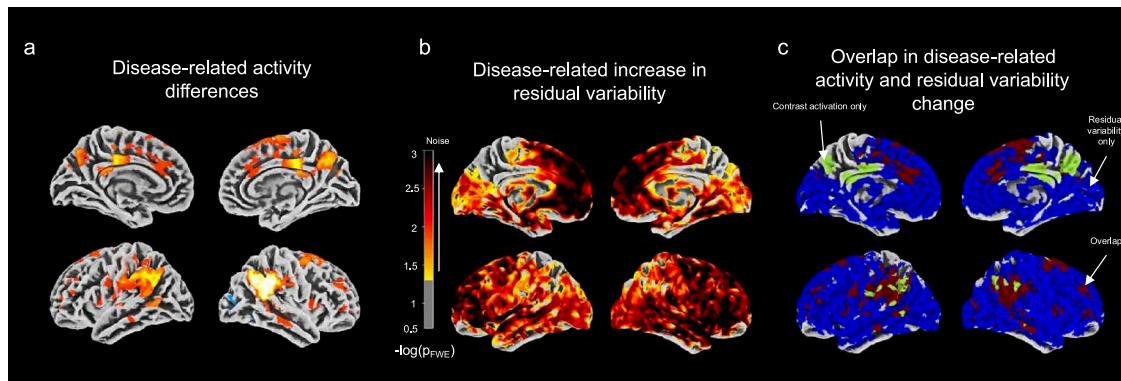 a
Disease-related activity
differences
b
Disease-related increase in
residual variability
Noise
3
2.5
2
1.5
1
0.5
-log(pFWE)
c
Overlap in disease-related
activity and residual variability
change
Contrast activation only
Residual
variability
only
Overlap